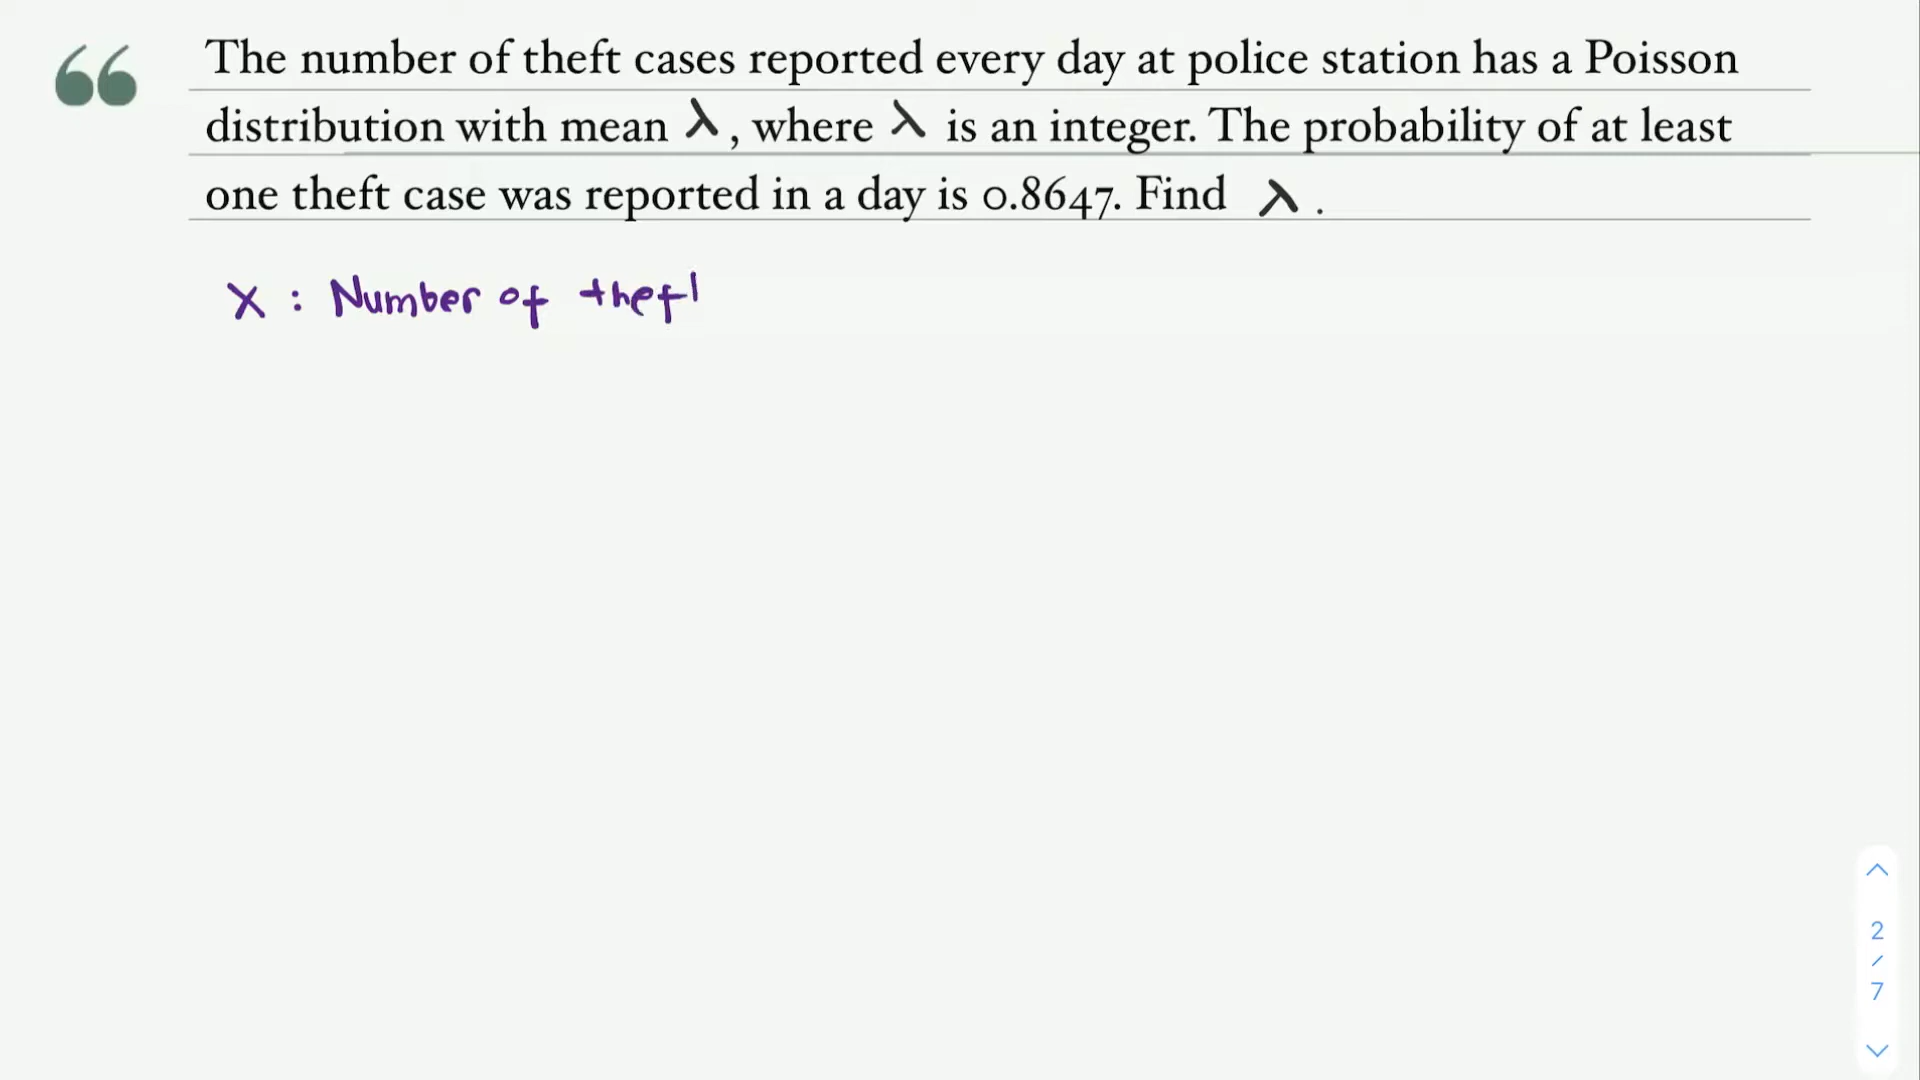 “
The number of theft cases reported every day at police station has a Poisson
distribution with mean λ, where λ is an integer. The probability of at least
one theft case was reported in a day is 0.8647. Find λ.
X : Number of theft
2
/
7